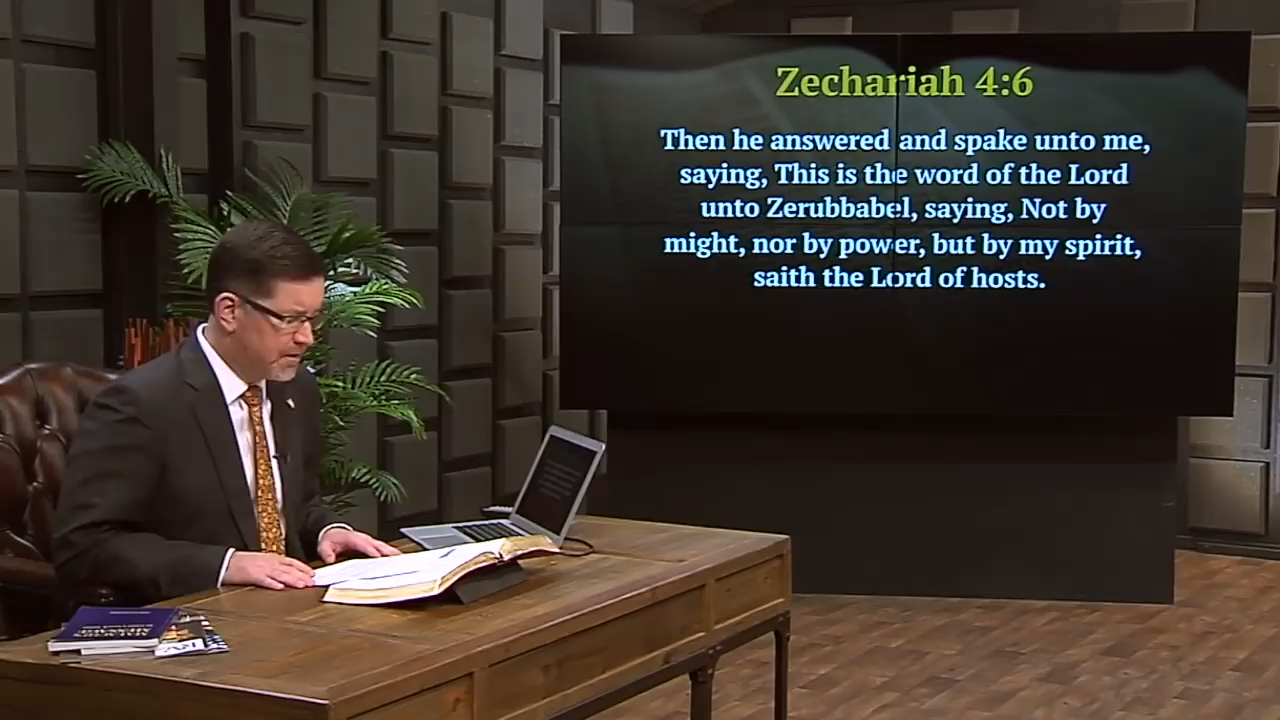 Zechariah 4:6
Then he answered and spake unto me,
saying, This is the word of the Lord
unto Zerubbabel, saying, Not by
might, nor by power, but by my spirit,
saith the Lord of hosts.